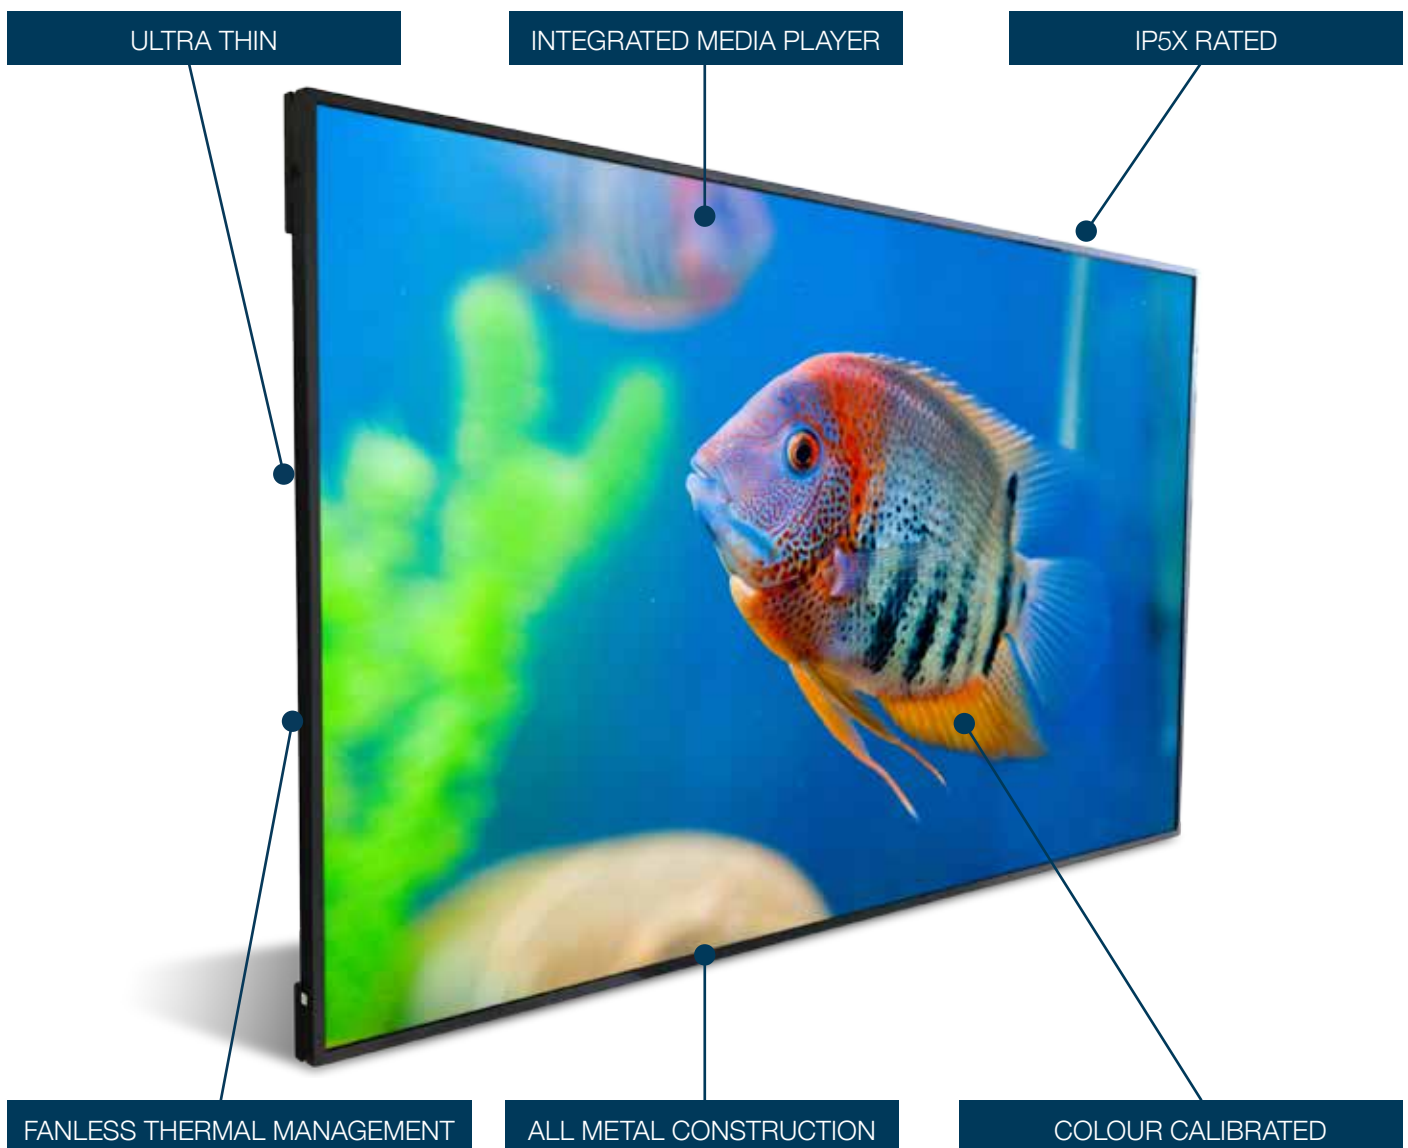 ULTRA THIN
INTEGRATED MEDIA PLAYER
IP5X RATED
FANLESS THERMAL MANAGEMENT
ALL METAL CONSTRUCTION
COLOUR CALIBRATED